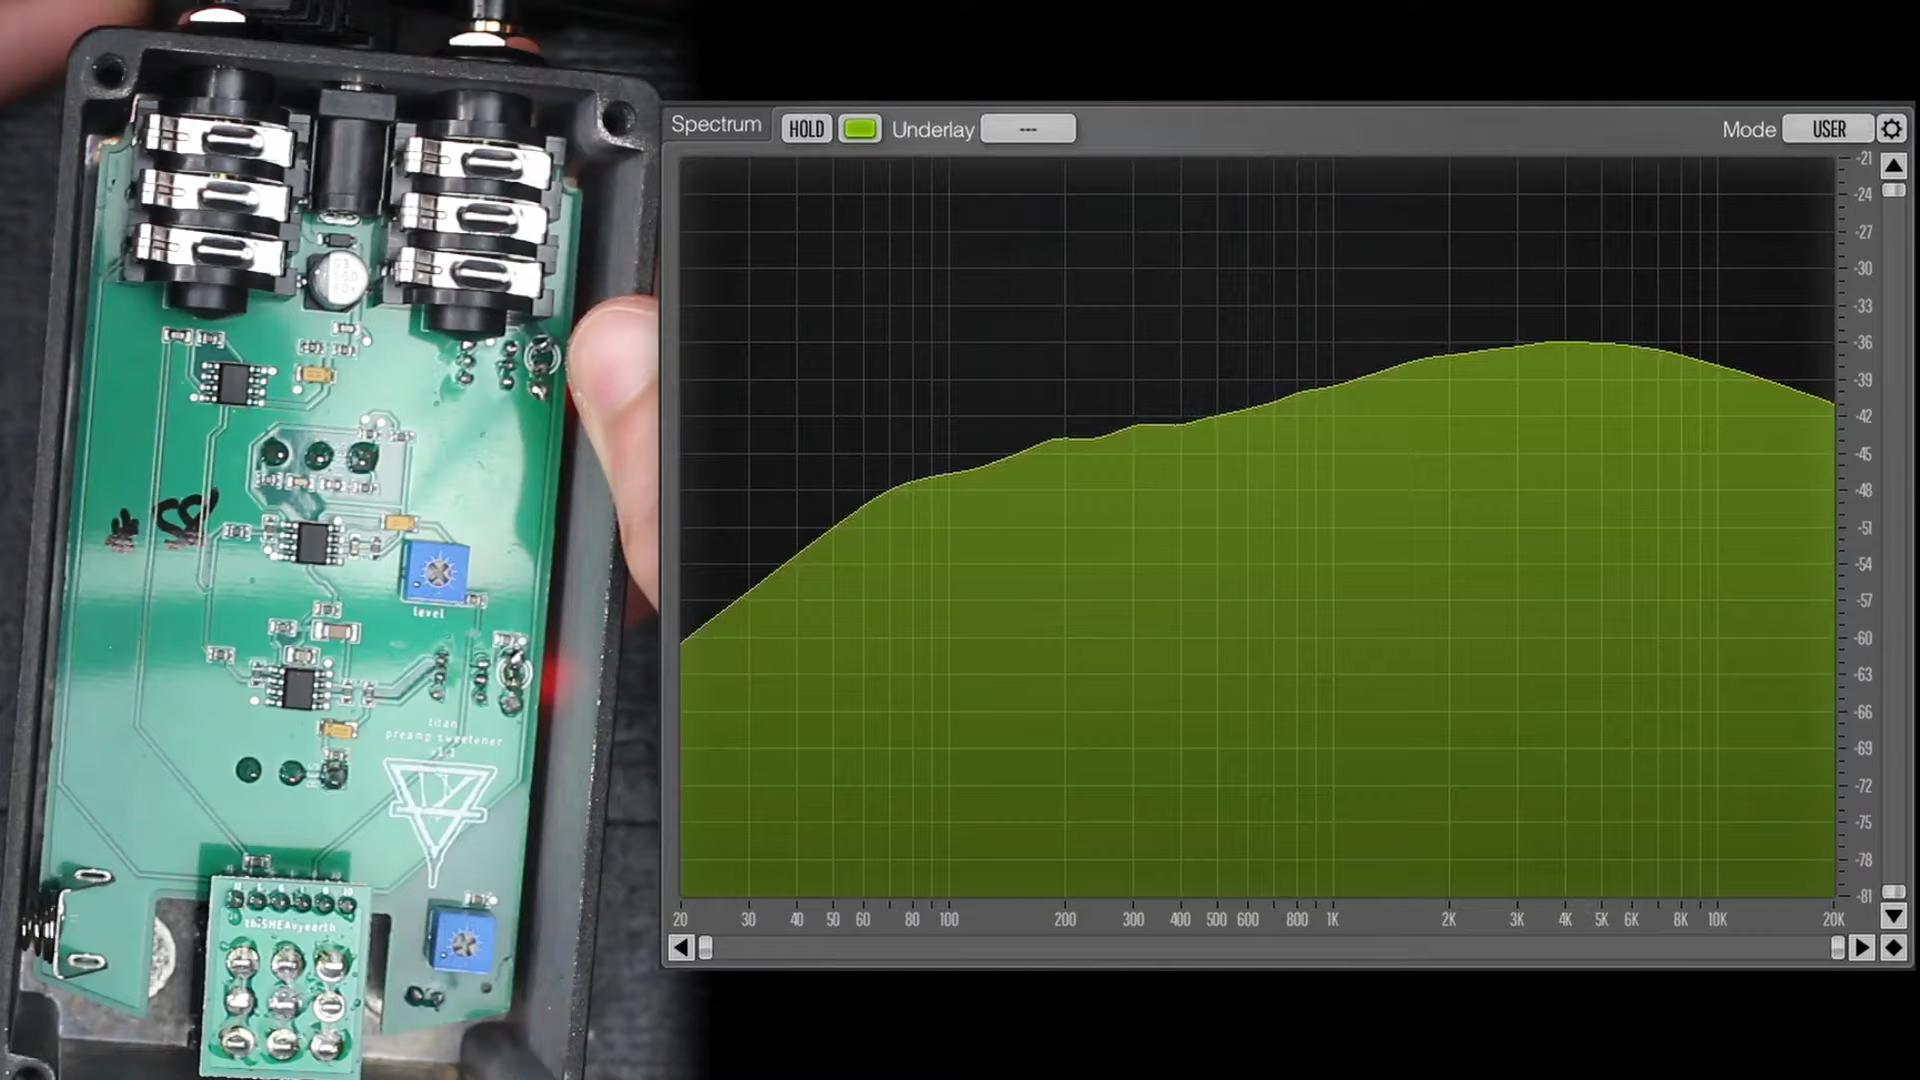 level
titan
preamp sweetener
thiSHEAvyearth
Spectrum
HOLD
Underlay
---
Mode
USER
-21
-24
-27
-30
-33
-36
-39
-42
-45
-48
-51
-54
-57
-60
-63
-66
-69
-72
-75
-78
-81
20 30 40 50 60 80 100 200 300 400 500 600 800 1K 2K 3K 4K 5K 6K 8K 10K 20K